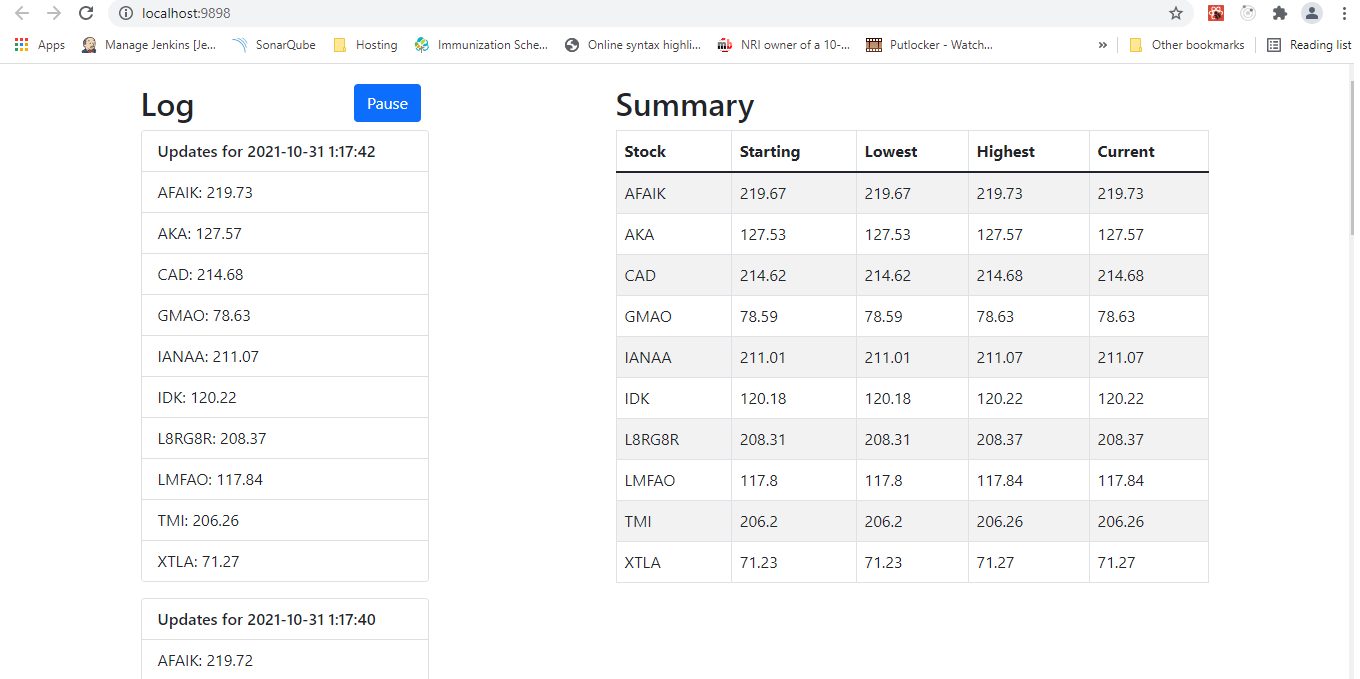 localhost:9898
Apps Manage Jenkins [Je... SonarQube Hosting Immunization Sche... Online syntax highli... NRI owner of a 10-... Putlocker - Watch... » Other bookmarks Reading list
Log
Pause
Updates for 2021-10-31 1:17:42
AFAIK: 219.73
AKA: 127.57
CAD: 214.68
GMAO: 78.63
IANAA: 211.07
IDK: 120.22
L8RG8R: 208.37
LMFAO: 117.84
TMI: 206.26
XTLA: 71.27
Updates for 2021-10-31 1:17:40
AFAIK: 219.72
Summary
Stock Starting Lowest Highest Current
AFAIK 219.67 219.67 219.73 219.73
AKA 127.53 127.53 127.57 127.57
CAD 214.62 214.62 214.68 214.68
GMAO 78.59 78.59 78.63 78.63
IANAA 211.01 211.01 211.07 211.07
IDK 120.18 120.18 120.22 120.22
L8RG8R 208.31 208.31 208.37 208.37
LMFAO 117.8 117.8 117.84 117.84
TMI 206.2 206.2 206.26 206.26
XTLA 71.23 71.23 71.27 71.27